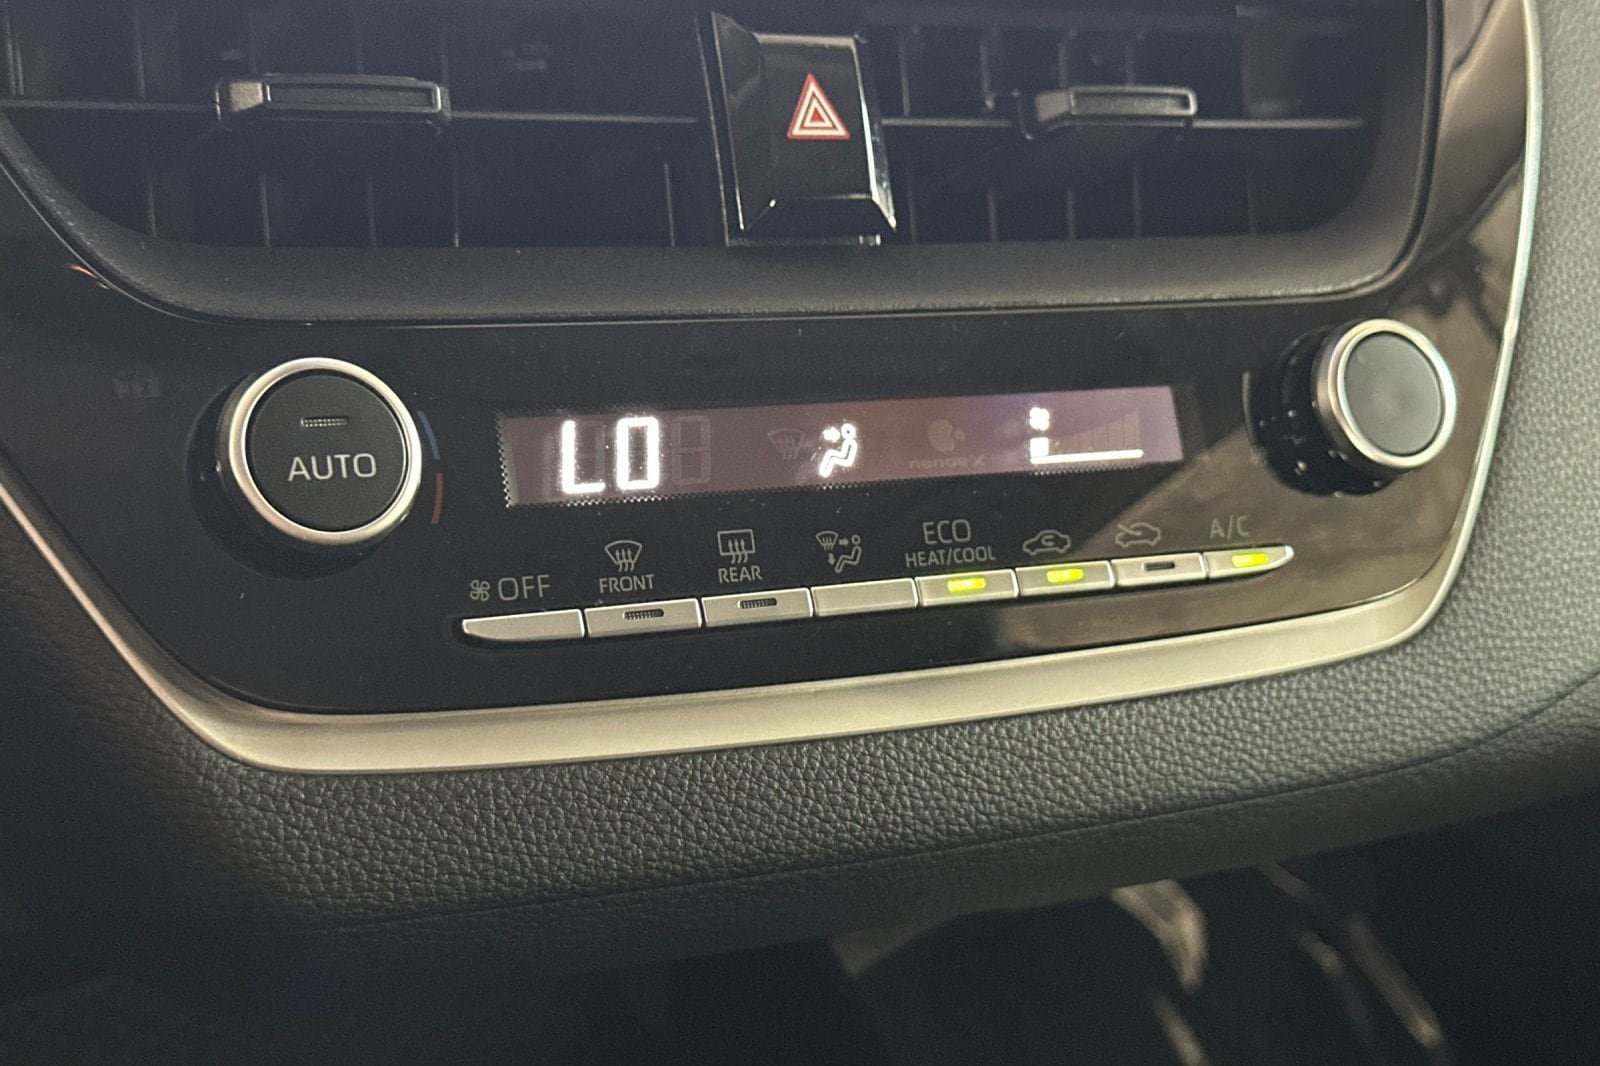 AUTO
LO
nanoe X
OFF
FRONT
REAR
ECO
HEAT/COOL
A/C